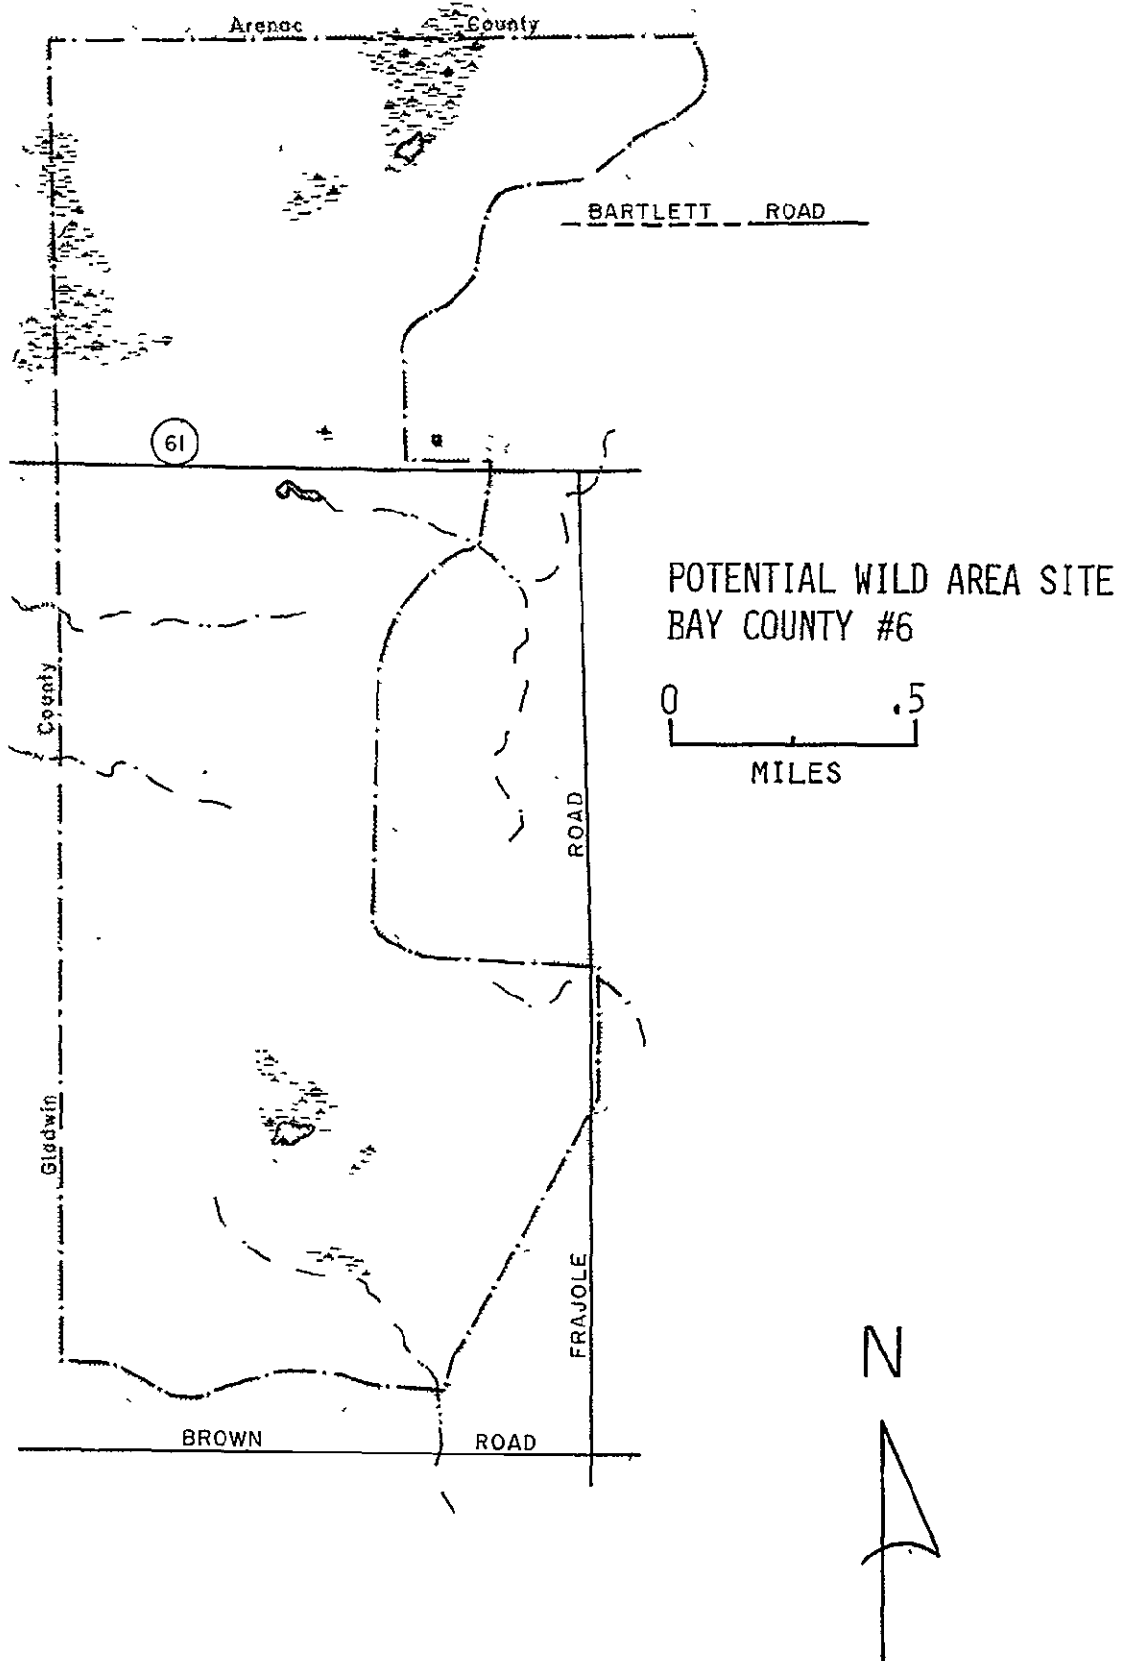 Arenac County
BARTLETT ROAD
61
POTENTIAL WILD AREA SITE
BAY COUNTY #6
0 .5
MILES
Gladwin County
FRAJOLE ROAD
BROWN ROAD
N